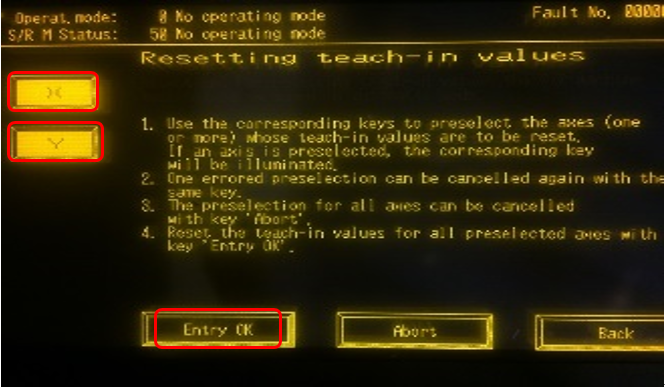 Operat. mode: 0 No operating mode
Fault No. 0000
S/R M Status: 50 No operating mode
Resetting teach-in values
X
Y
1. Use the corresponding keys to preselect the axes (one
or more) whose teach-in values are to be reset.
If an axis is preselected, the corresponding key
will be illuminated.
2. One errored preselection can be cancelled again with the
same key.
3. The preselection for all axes can be cancelled
with key 'Abort'.
4. Reset the teach-in values for all preselected axes with
key 'Entry OK'.
Entry OK
Abort
Back